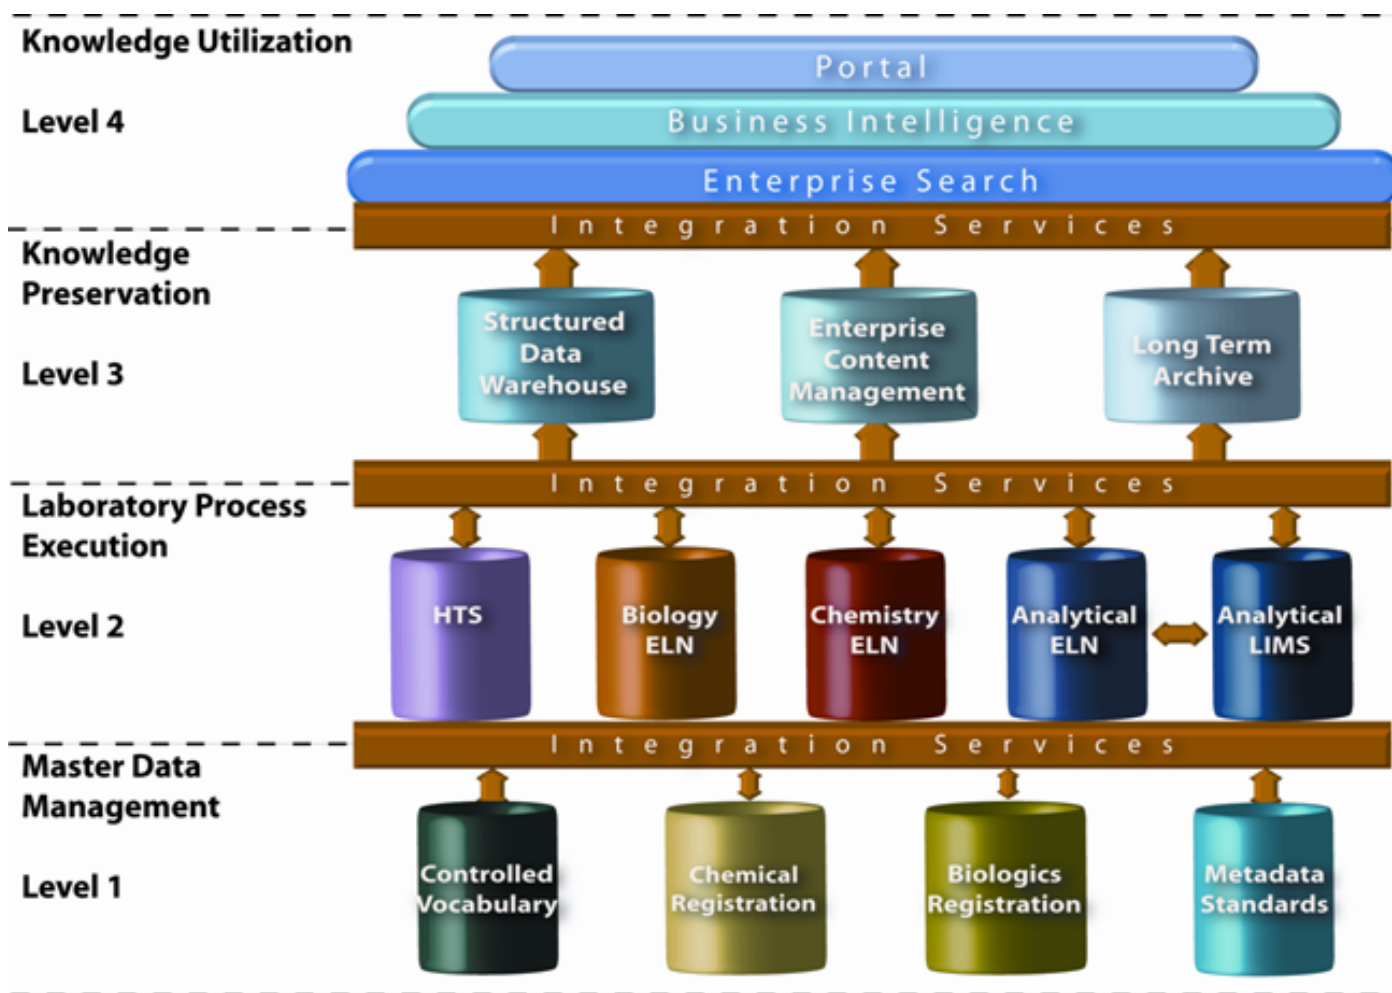 Knowledge Utilization
Level 4
Portal
Business Intelligence
Enterprise Search
Integration Services
Knowledge
Preservation
Level 3
Structured
Data
Warehouse
Enterprise
Content
Management
Long Term
Archive
Integration Services
Laboratory Process
Execution
Level 2
HTS
Biology
ELN
Chemistry
ELN
Analytical
ELN
Analytical
LIMS
Integration Services
Master Data
Management
Level 1
Controlled
Vocabulary
Chemical
Registration
Biologics
Registration
Metadata
Standards